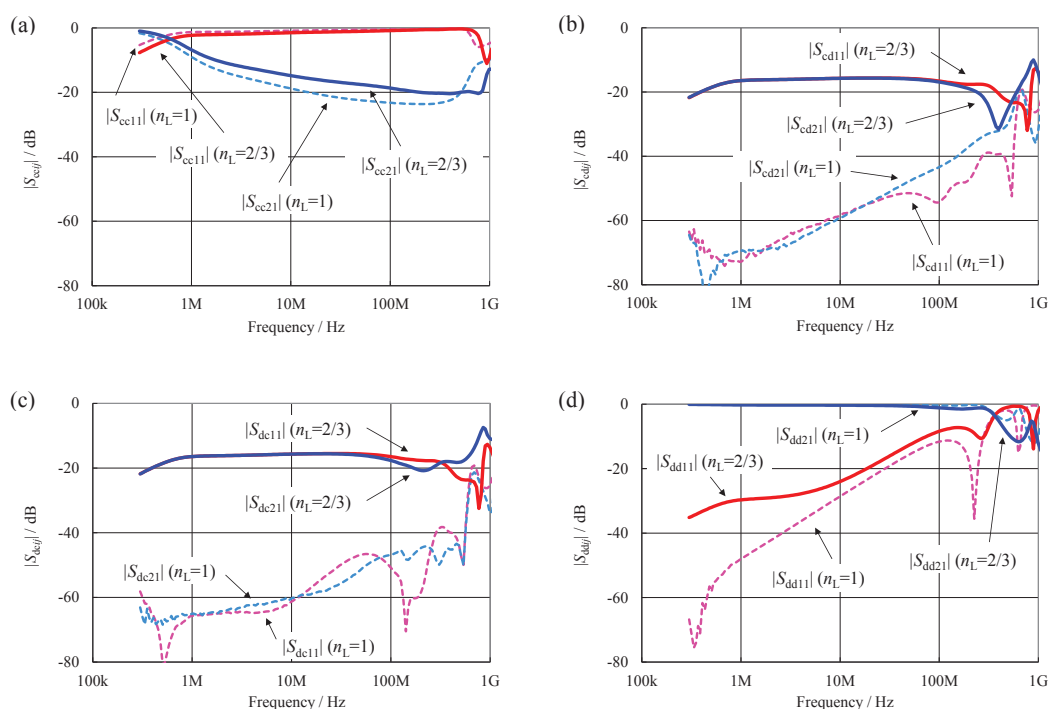 (a)
0
-20
-40
-60
-80
|Scc11| (nL=1)
|Scc11| (nL=2/3)
|Scc21| (nL=2/3)
|Scc21| (nL=1)
|Sccij| / dB
100k 1M 10M 100M 1G
Frequency / Hz
(b)
0
-20
-40
-60
-80
|Scd11| (nL=2/3)
|Scd21| (nL=2/3)
|Scd21| (nL=1)
|Scd11| (nL=1)
|Scdij| / dB
100k 1M 10M 100M 1G
Frequency / Hz
(c)
0
-20
-40
-60
-80
|Sdc11| (nL=2/3)
|Sdc21| (nL=2/3)
|Sdc21| (nL=1)
|Sdc11| (nL=1)
|Sdcij| / dB
100k 1M 10M 100M 1G
Frequency / Hz
(d)
0
-20
-40
-60
-80
|Sdd21| (nL=1)
|Sdd11| (nL=2/3)
|Sdd21| (nL=2/3)
|Sdd11| (nL=1)
|Sddij| / dB
100k 1M 10M 100M 1G
Frequency / Hz